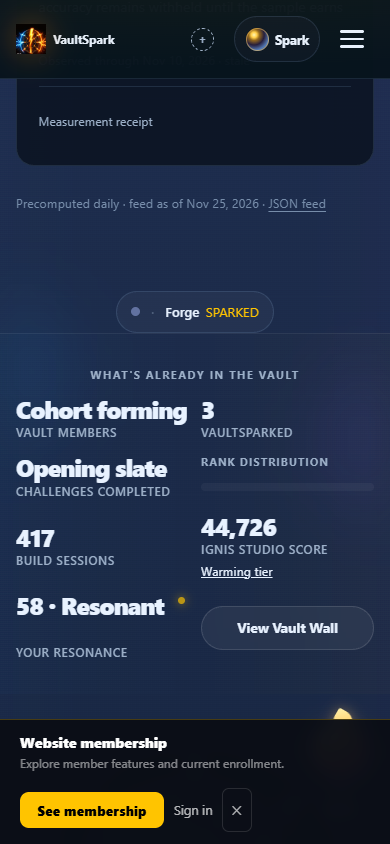 VaultSpark
+
Spark
Measurement receipt
Precomputed daily · feed as of Nov 25, 2026 · JSON feed
· Forge SPARKED
WHAT'S ALREADY IN THE VAULT
Cohort forming
VAULT MEMBERS
3
VAULTSPARKED
Opening slate
CHALLENGES COMPLETED
RANK DISTRIBUTION
417
BUILD SESSIONS
44,726
IGNIS STUDIO SCORE
Warming tier
58 · Resonant
YOUR RESONANCE
View Vault Wall
Website membership
Explore member features and current enrollment.
See membership
Sign in
×